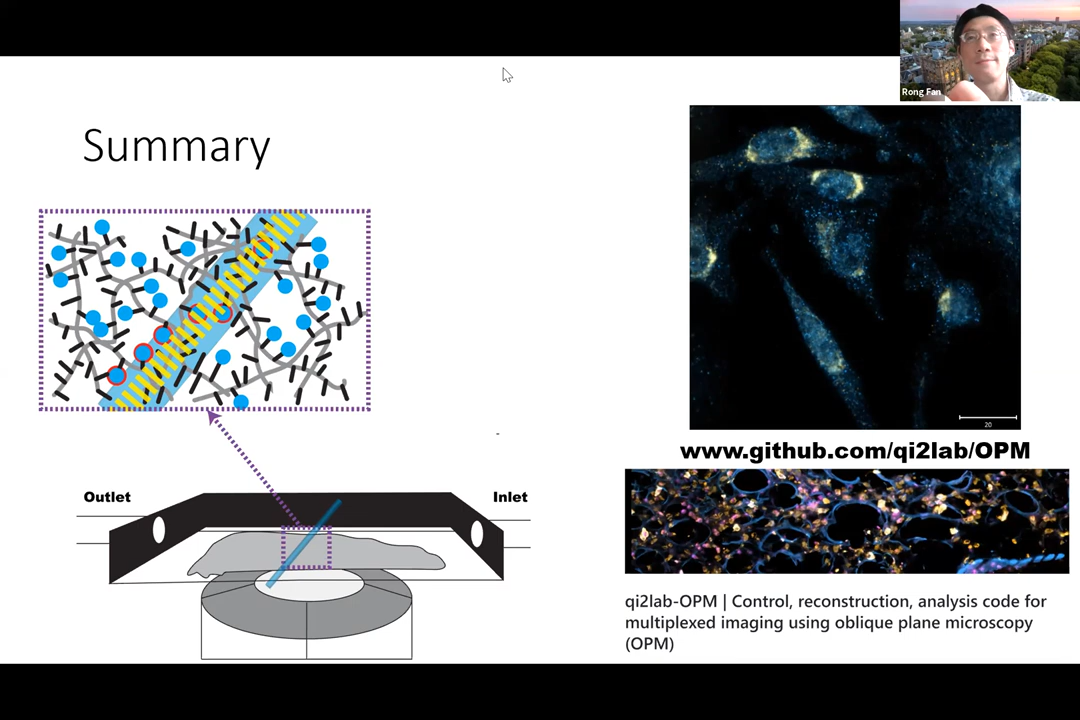 Rong Fan
Summary
20
www.github.com/qi2lab/OPM
Outlet
Inlet
qi2lab-OPM | Control, reconstruction, analysis code for
multiplexed imaging using oblique plane microscopy
(OPM)